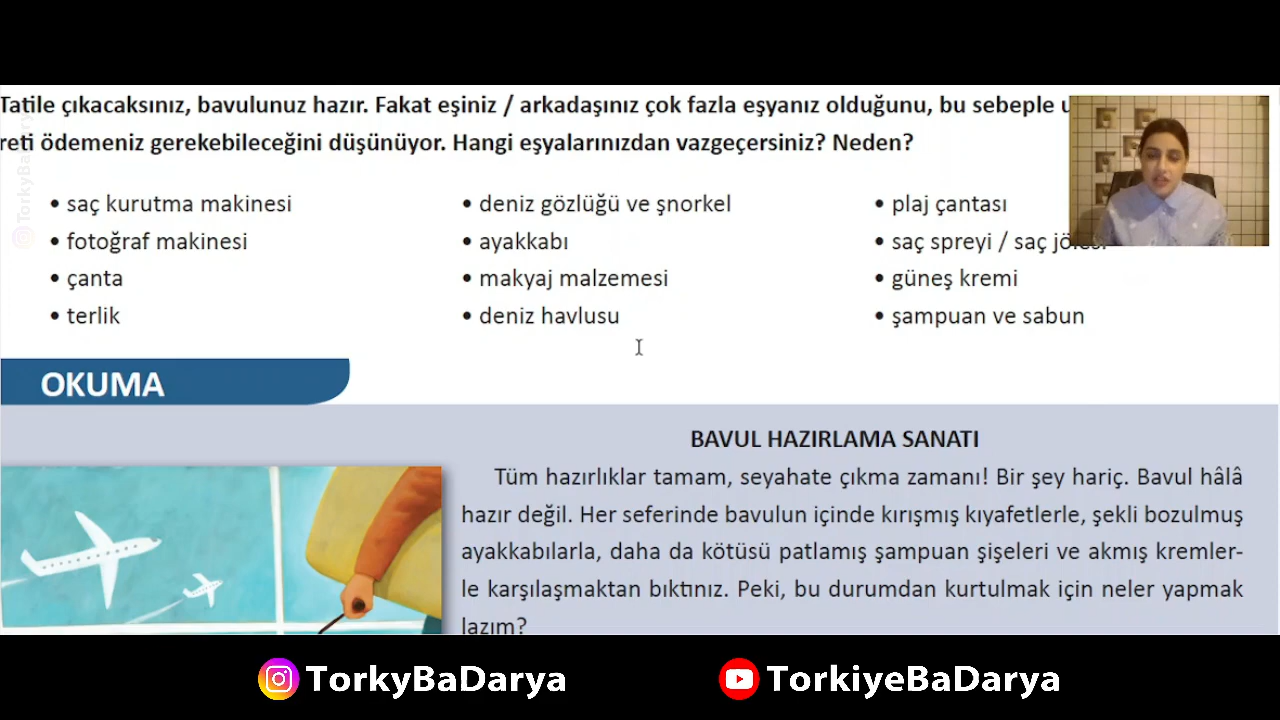 Tatile çıkacaksınız, bavulunuz hazır. Fakat eşiniz / arkadaşınız çok fazla eşyanız olduğunu, bu sebeple
ödemeniz gerekebileceğini düşünüyor. Hangi eşyalarınızdan vazgeçersiniz? Neden?
• saç kurutma makinesi
• fotoğraf makinesi
• çanta
• terlik
• deniz gözlüğü ve şnorkel
• ayakkabı
• makyaj malzemesi
• deniz havlusu
• plaj çantası
• saç spreyi / saç
• güneş kremi
• şampuan ve sabun
OKUMA
BAVUL HAZIRLAMA SANATI
Tüm hazırlıklar tamam, seyahate çıkma zamanı! Bir şey hariç. Bavul hâlâ
hazır değil. Her seferinde bavulun içinde kırışmış kıyafetlerle, şekli bozulmuş
ayakkabılarla, daha da kötüsü patlamış şampuan şişeleri ve akmış kremler-
le karşılaşmaktan bıktınız. Peki, bu durumdan kurtulmak için neler yapmak
lazım?
TorkyBaDarya
TorkiyeBaDarya